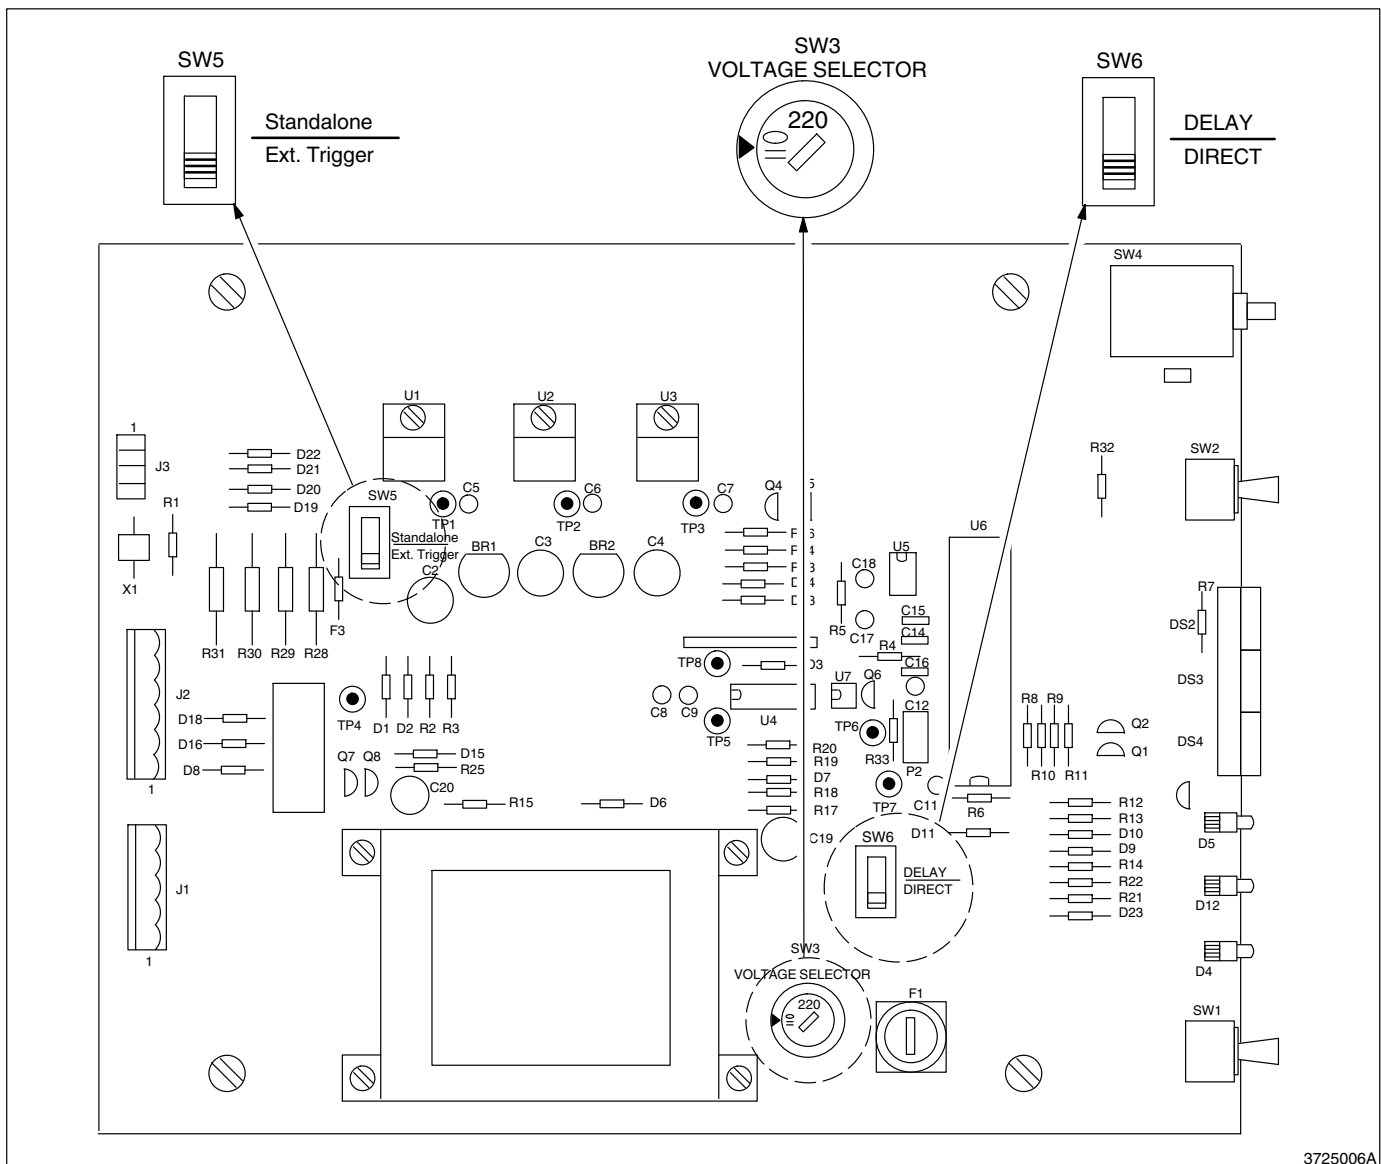 SW5
Standalone
Ext. Trigger
SW3
VOLTAGE SELECTOR
220
SW6
DELAY
DIRECT
SW4
U1
U2
U3
1
J3
D22
D21
D20
D19
R1
X1
SW5
TP1
C5
TP2
C6
TP3
C7
Q4
5
R32
SW2
Standalone
Ext. Trigger
BR1
C3
BR2
C4
C2
F3
R31
R30
R29
R28
C18
U5
U6
R5
C17
C15
C14
R4
C16
R7
DS2
DS3
DS4
J2
1
TP4
D1
D2
R2
R3
TP8
D3
C8
C9
TP5
U4
U7
Q6
TP6
C12
R33
P2
TP7
C11
R8
R9
R10
R11
Q2
Q1
D18
D16
D8
Q7
Q8
D15
R25
C20
R15
D6
R20
R19
D7
R18
R17
C19
R6
D11
R12
R13
D10
D9
R14
R22
R21
D23
D5
D12
D4
SW6
DELAY
DIRECT
J1
1
SW3
VOLTAGE SELECTOR
220
F1
SW1
3725006A